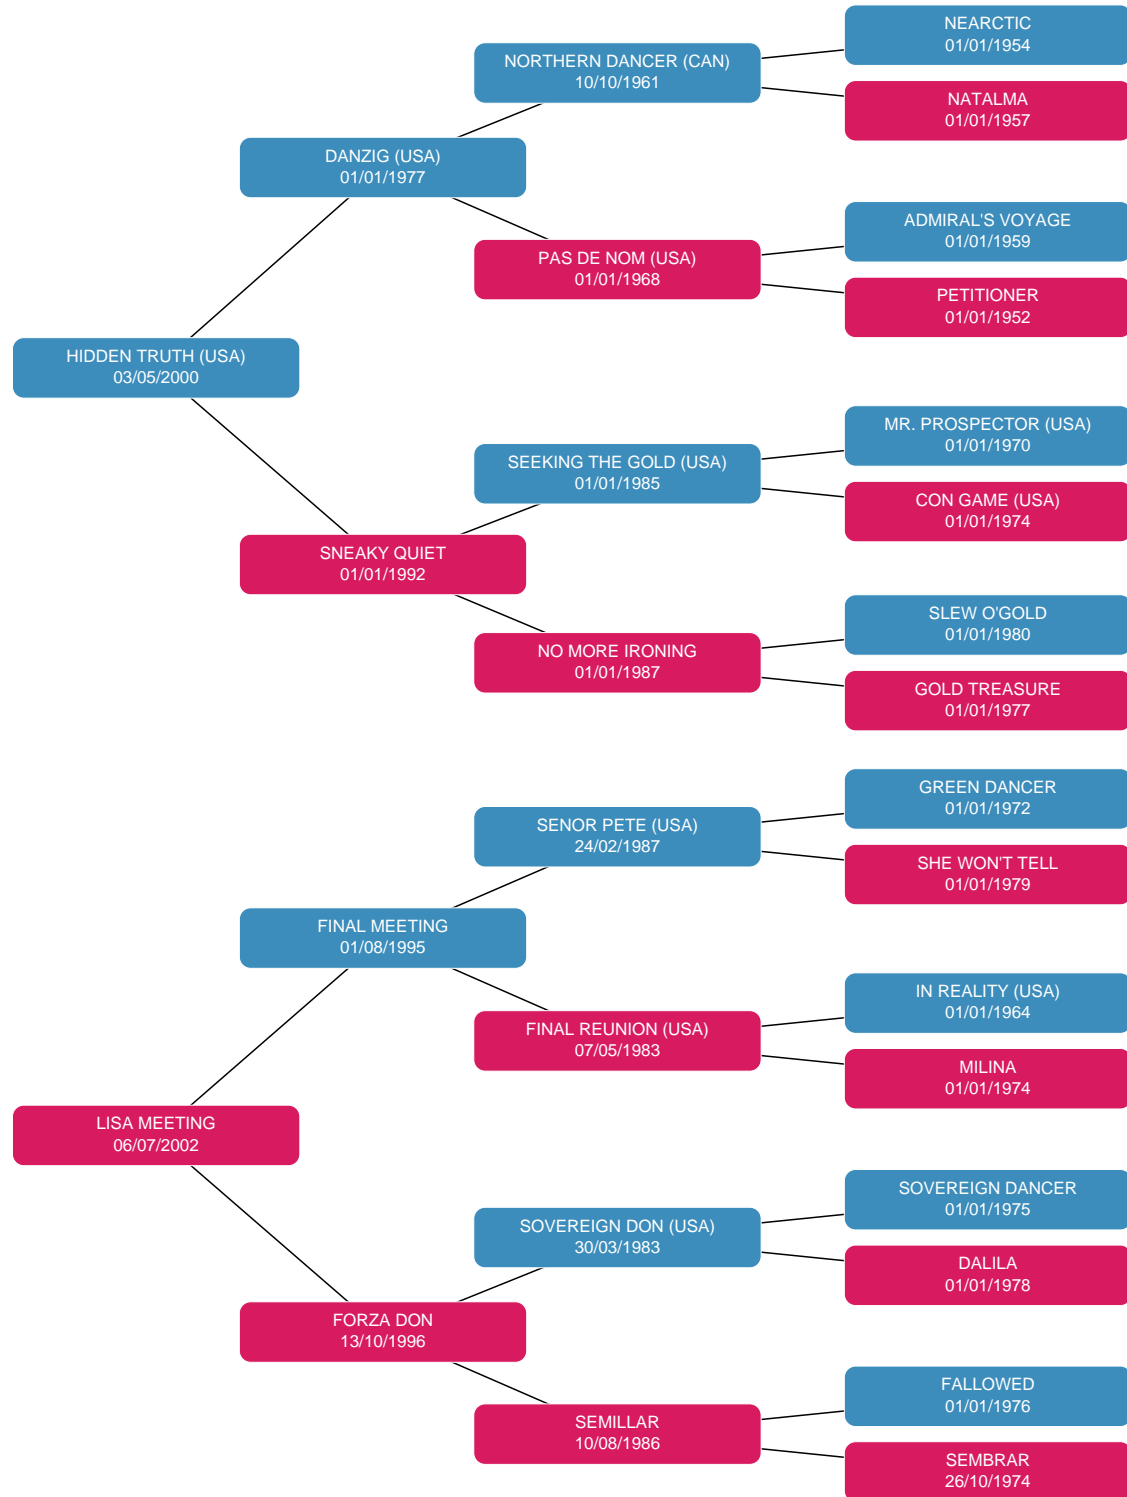 NEARCTIC
01/01/1954
NORTHERN DANCER (CAN)
10/10/1961
NATALMA
01/01/1957
DANZIG (USA)
01/01/1977
ADMIRAL'S VOYAGE
01/01/1959
PAS DE NOM (USA)
01/01/1968
PETITIONER
01/01/1952
HIDDEN TRUTH (USA)
03/05/2000
MR. PROSPECTOR (USA)
01/01/1970
SEEKING THE GOLD (USA)
01/01/1985
CON GAME (USA)
01/01/1974
SNEAKY QUIET
01/01/1992
SLEW O'GOLD
01/01/1980
NO MORE IRONING
01/01/1987
GOLD TREASURE
01/01/1977
GREEN DANCER
01/01/1972
SENOR PETE (USA)
24/02/1987
SHE WON'T TELL
01/01/1979
FINAL MEETING
01/08/1995
IN REALITY (USA)
01/01/1964
FINAL REUNION (USA)
07/05/1983
MILINA
01/01/1974
LISA MEETING
06/07/2002
SOVEREIGN DANCER
01/01/1975
SOVEREIGN DON (USA)
30/03/1983
DALILA
01/01/1978
FORZA DON
13/10/1996
FALLOWED
01/01/1976
SEMILLAR
10/08/1986
SEMBRAR
26/10/1974